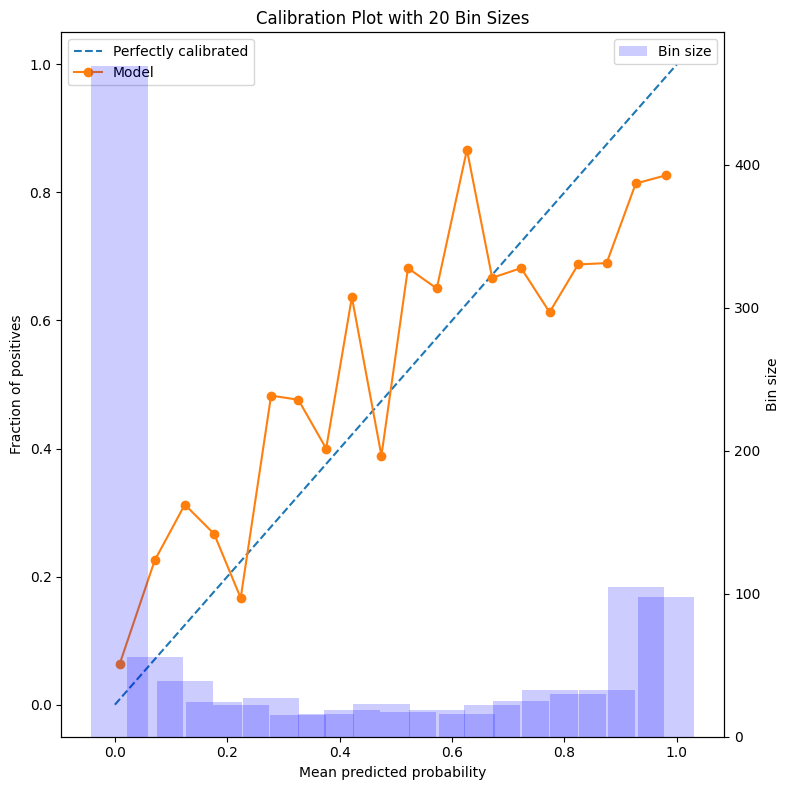 Calibration Plot with 20 Bin Sizes
Perfectly calibrated
Model
Bin size
1.0
0.8
0.6
0.4
0.2
0.0
Fraction of positives
400
300
200
100
0
Bin size
0.0 0.2 0.4 0.6 0.8 1.0
Mean predicted probability